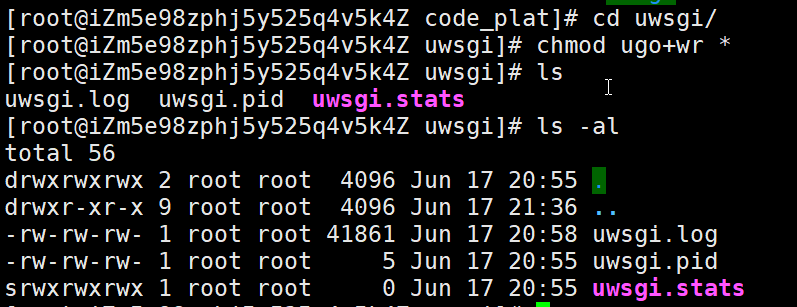 [root@iZm5e98zphj5y525q4v5k4Z code_plat]# cd uwsgi/
[root@iZm5e98zphj5y525q4v5k4Z uwsgi]# chmod ugo+wr *
[root@iZm5e98zphj5y525q4v5k4Z uwsgi]# ls
uwsgi.log  uwsgi.pid  uwsgi.stats
[root@iZm5e98zphj5y525q4v5k4Z uwsgi]# ls -al
total 56
drwxrwxrwx 2 root root  4096 Jun 17 20:55 .
drwxr-xr-x 9 root root  4096 Jun 17 21:36 ..
-rw-rw-rw- 1 root root 41861 Jun 17 20:58 uwsgi.log
-rw-rw-rw- 1 root root     5 Jun 17 20:55 uwsgi.pid
srwxrwxrwx 1 root root     0 Jun 17 20:55 uwsgi.stats